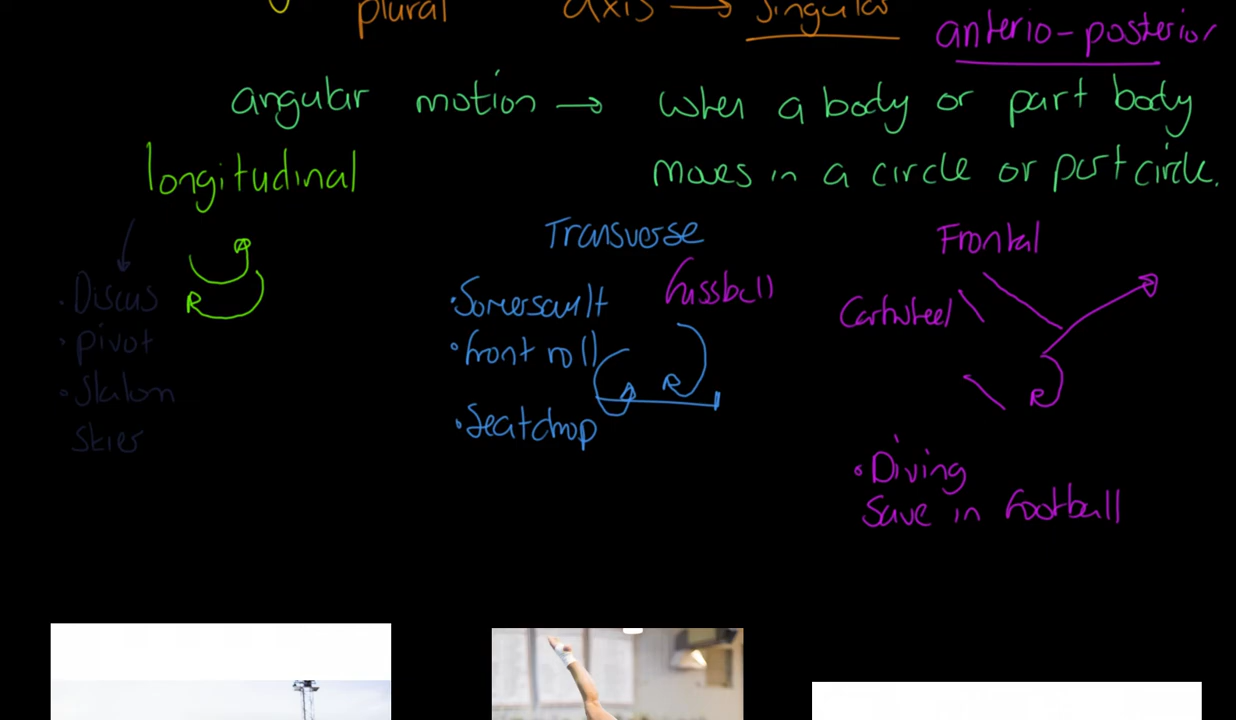 plural axis → singular
anterio-posterior
angular motion → when a body or part body
moves in a circle or part circle.
longitudinal
R
• Discus
• pivot
• Slalom
Skier
Transverse
fussball
• Somersault
• front roll
R
• Seatdrop
Frontal
Cartwheel
R
• Diving
Save in football